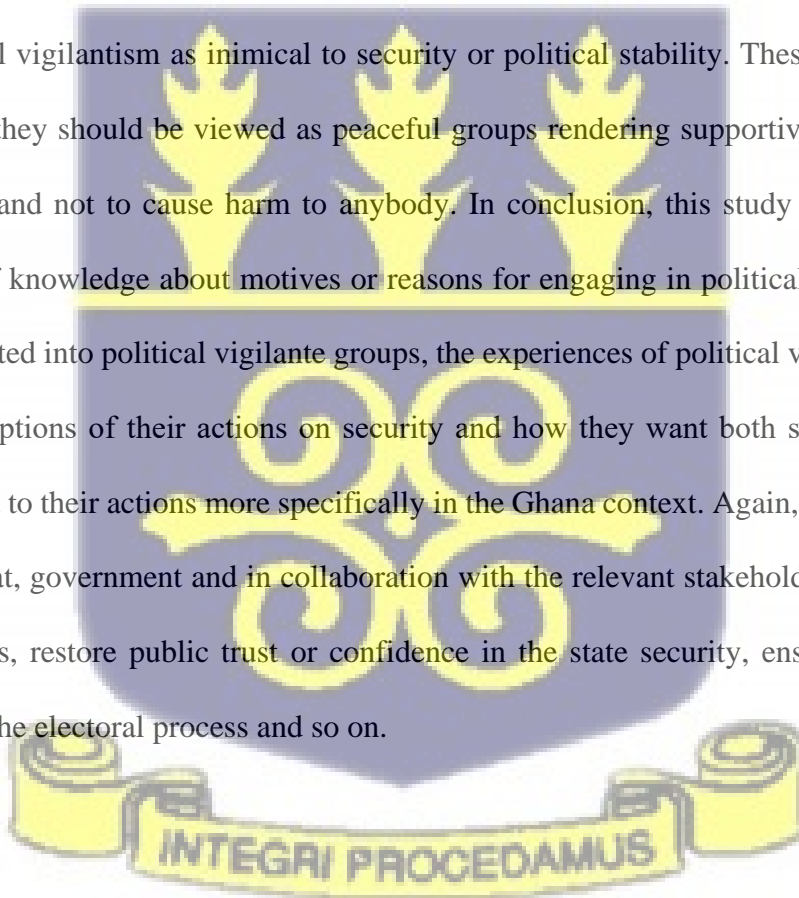 l vigilantism as inimical to security or political stability. Thes
they should be viewed as peaceful groups rendering supportiv
and not to cause harm to anybody. In conclusion, this study
f knowledge about motives or reasons for engaging in political
ted into political vigilante groups, the experiences of political v
ptions of their actions on security and how they want both s
to their actions more specifically in the Ghana context. Again,
at, government and in collaboration with the relevant stakehold
s, restore public trust or confidence in the state security, ens
he electoral process and so on.
INTEGRI PROCEDAMUS